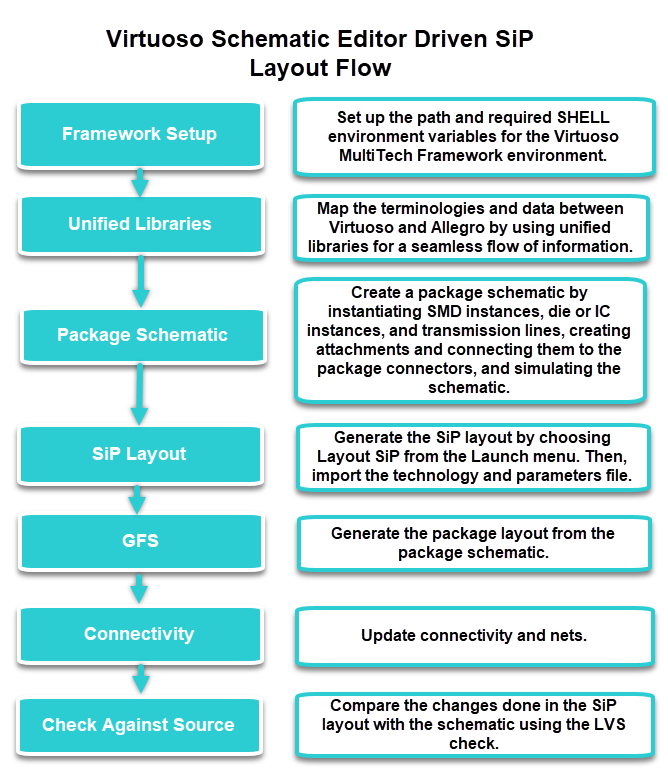 Virtuoso Schematic Editor Driven SiP
Layout Flow
Framework Setup
Set up the path and required SHELL
environment variables for the Virtuoso
MultiTech Framework environment.
Unified Libraries
Map the terminologies and data between
Virtuoso and Allegro by using unified
libraries for a seamless flow of information.
Package Schematic
Create a package schematic by
instantiating SMD instances, die or IC
instances, and transmission lines, creating
attachments and connecting them to the
package connectors, and simulating the
schematic.
SiP Layout
Generate the SiP layout by choosing
Layout SiP from the Launch menu. Then,
import the technology and parameters file.
GFS
Generate the package layout from the
package schematic.
Connectivity
Update connectivity and nets.
Check Against Source
Compare the changes done in the SiP
layout with the schematic using the LVS
check.